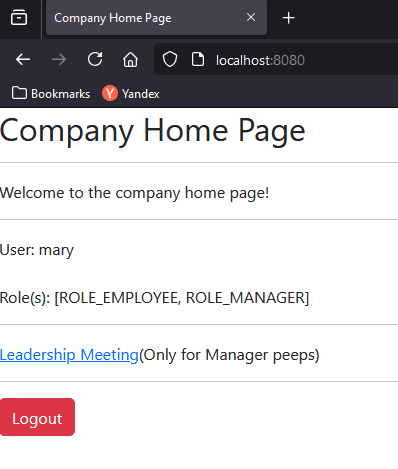 Company Home Page
localhost:8080
Bookmarks Yandex
Company Home Page
Welcome to the company home page!
User: mary
Role(s): [ROLE_EMPLOYEE, ROLE_MANAGER]
Leadership Meeting(Only for Manager peeps)
Logout